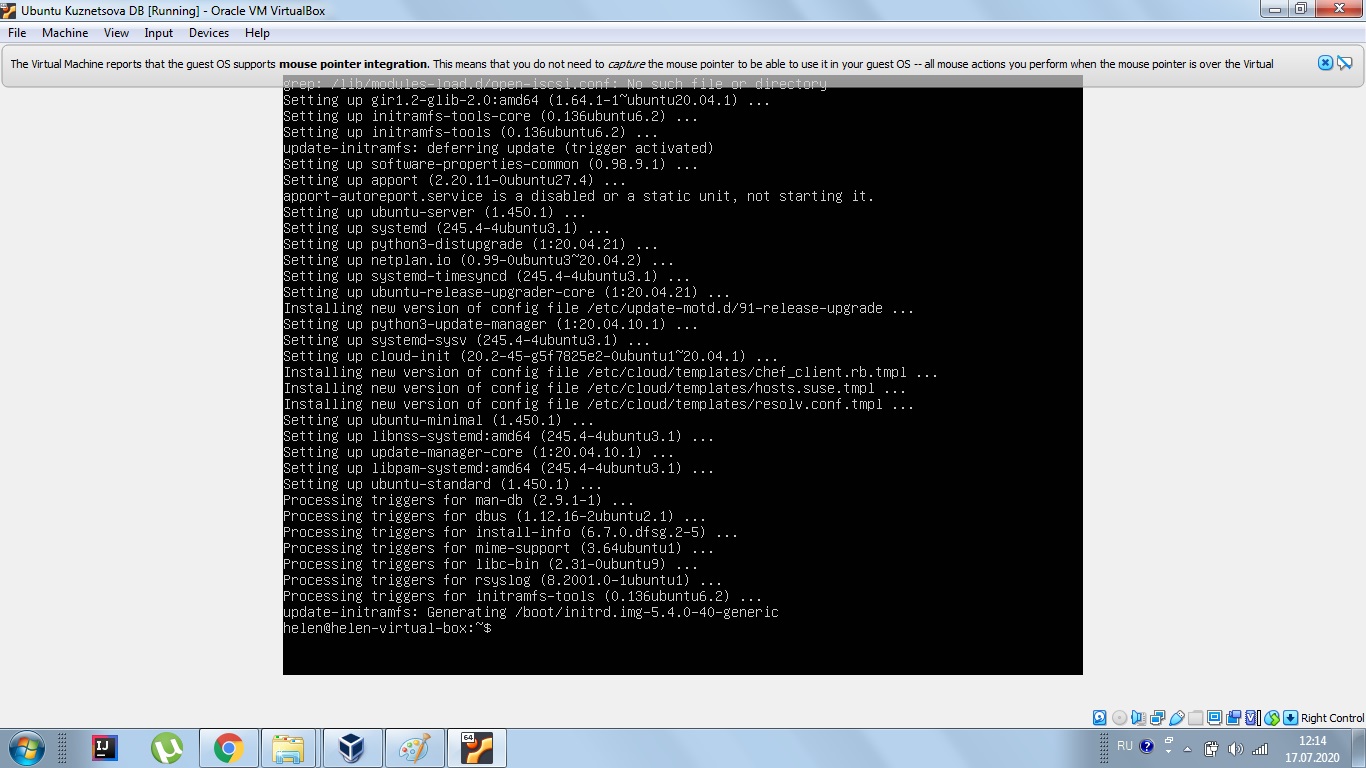 Ubuntu Kuznetsova DB [Running] - Oracle VM VirtualBox
File Machine View Input Devices Help
The Virtual Machine reports that the guest OS supports mouse pointer integration. This means that you do not need to capture the mouse pointer to be able to use it in your guest OS -- all mouse actions you perform when the mouse pointer is over the Virtual
grep: /lib/modules-load.d/open-iscsi.conf: No such file or directory
Setting up gir1.2-glib-2.0:amd64 (1.64.1-1~ubuntu20.04.1) ...
Setting up initramfs-tools-core (0.136ubuntu6.2) ...
Setting up initramfs-tools (0.136ubuntu6.2) ...
update-initramfs: deferring update (trigger activated)
Setting up software-properties-common (0.98.9.1) ...
Setting up apport (2.20.11-0ubuntu27.4) ...
apport-autoreport.service is a disabled or a static unit, not starting it.
Setting up ubuntu-server (1.450.1) ...
Setting up systemd (245.4-4ubuntu3.1) ...
Setting up python3-distupgrade (1:20.04.21) ...
Setting up netplan.io (0.99-0ubuntu3~20.04.2) ...
Setting up systemd-timesyncd (245.4-4ubuntu3.1) ...
Setting up ubuntu-release-upgrader-core (1:20.04.21) ...
Installing new version of config file /etc/update-motd.d/91-release-upgrade ...
Setting up python3-update-manager (1:20.04.10.1) ...
Setting up systemd-sysv (245.4-4ubuntu3.1) ...
Setting up cloud-init (20.2-45-g5f7825e2-0ubuntu1~20.04.1) ...
Installing new version of config file /etc/cloud/templates/chef_client.rb.tmpl ...
Installing new version of config file /etc/cloud/templates/hosts.suse.tmpl ...
Installing new version of config file /etc/cloud/templates/resolv.conf.tmpl ...
Setting up ubuntu-minimal (1.450.1) ...
Setting up libnss-systemd:amd64 (245.4-4ubuntu3.1) ...
Setting up update-manager-core (1:20.04.10.1) ...
Setting up libpam-systemd:amd64 (245.4-4ubuntu3.1) ...
Setting up ubuntu-standard (1.450.1) ...
Processing triggers for man-db (2.9.1-1) ...
Processing triggers for dbus (1.12.16-2ubuntu2.1) ...
Processing triggers for install-info (6.7.0.dfsg.2-5) ...
Processing triggers for mime-support (3.64ubuntu1) ...
Processing triggers for libc-bin (2.31-0ubuntu9) ...
Processing triggers for rsyslog (8.2001.0-1ubuntu1) ...
Processing triggers for initramfs-tools (0.136ubuntu6.2) ...
update-initramfs: Generating /boot/initrd.img-5.4.0-40-generic
helen@helen-virtual-box:~$
Right Control
IJ
64
RU
12:14
17.07.2020